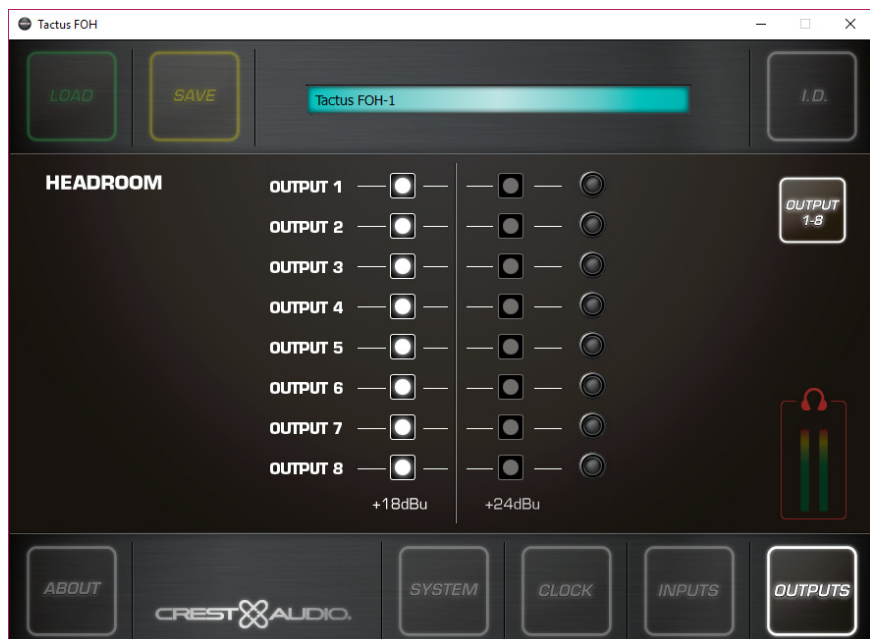 Tactus FOH
LOAD
SAVE
Tactus FOH-1
I.D.
HEADROOM
OUTPUT 1
OUTPUT 2
OUTPUT 3
OUTPUT 4
OUTPUT 5
OUTPUT 6
OUTPUT 7
OUTPUT 8
+18dBu
+24dBu
OUTPUT
1-8
ABOUT
CREST AUDIO.
SYSTEM
CLOCK
INPUTS
OUTPUTS